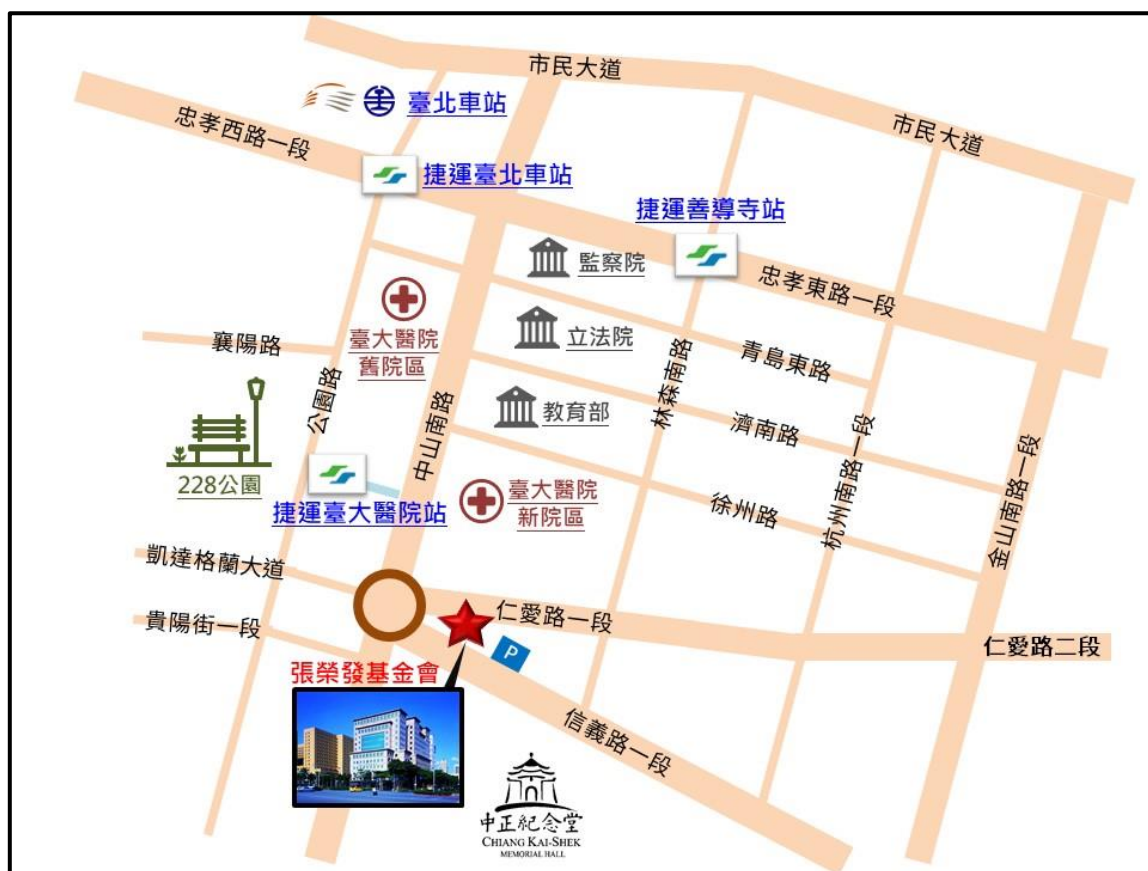 市民大道
市民大道
臺北車站
忠孝西路一段
捷運臺北車站
捷運善導寺站
監察院
忠孝東路一段
臺大醫院
舊院區
立法院
襄陽路
青島東路
林森南路
公園路
中山南路
教育部
濟南路
228公園
捷運臺大醫院站
臺大醫院
新院區
徐州路
杭州南路一段
金山南路一段
凱達格蘭大道
貴陽街一段
仁愛路一段
仁愛路二段
P
張榮發基金會
信義路一段
中正紀念堂
CHIANG KAI-SHEK
MEMORIAL HALL